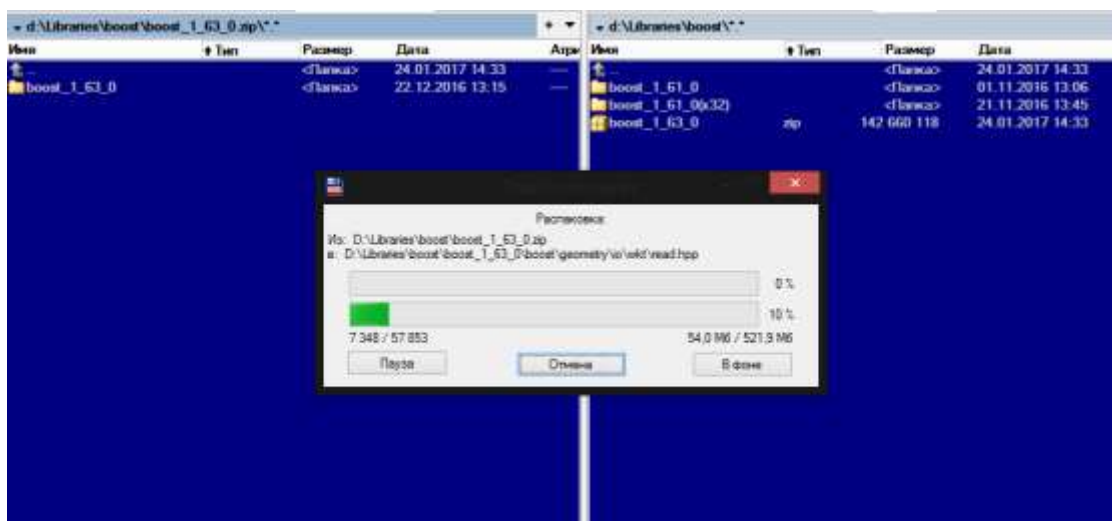 d:\Libraries\boost\boost_1_63_0.zip\*.*
Имя Тип Размер Дата Атри
.. <Папка> 24.01.2017 14:33 ----
boost_1_63_0 <Папка> 22.12.2016 13:15 ----
d:\Libraries\boost\*.*
Имя Тип Размер Дата
.. <Папка> 24.01.2017 14:33
boost_1_61_0 <Папка> 01.11.2016 13:06
boost_1_61_0(x32) <Папка> 21.11.2016 13:45
boost_1_63_0 zip 142 660 118 24.01.2017 14:33
Распаковка:
Из: D:\Libraries\boost\boost_1_63_0.zip
в: D:\Libraries\boost\boost_1_63_0\boost\geometry\io\wkt\read.hpp
0 %
10 %
7 348 / 57 853 54,0 Мб / 521,9 Мб
Пауза Отмена В фоне